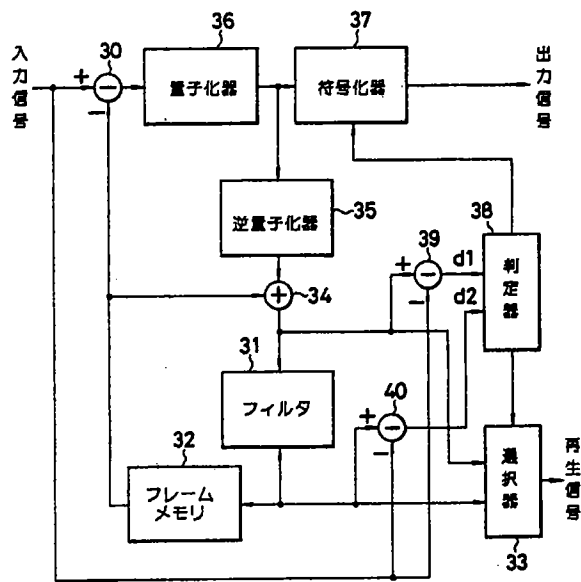 36
37
30
入力信号
+
−
−
量子化器
符号化器
出力信号
逆量子化器
35
38
39
+
−
−
d1
d2
判定器
+
34
31
フィルタ
40
+
−
−
32
フレームメモリ
選択器
再生信号
33